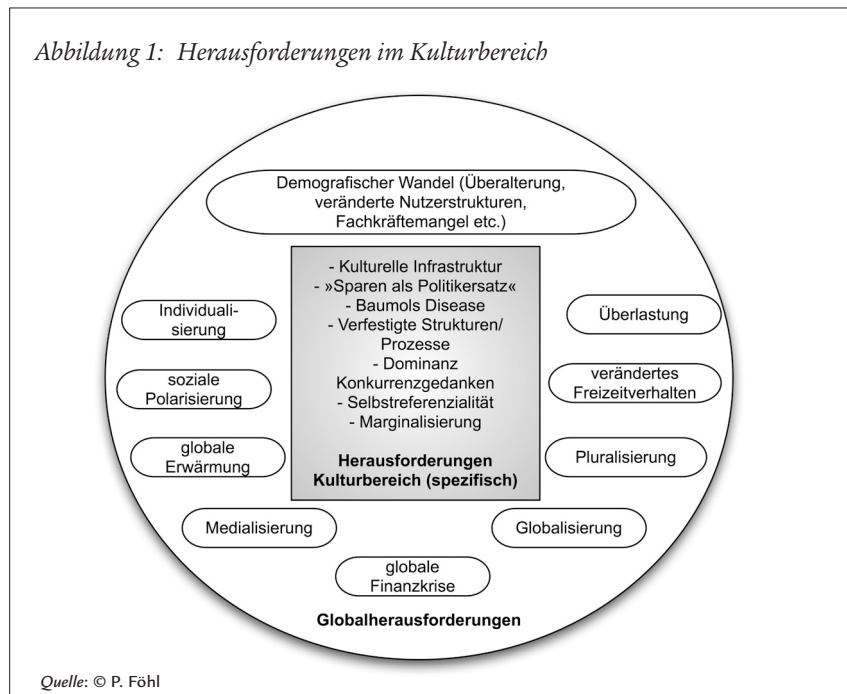 Abbildung 1: Herausforderungen im Kulturbereich
Demografischer Wandel (Überalterung,
veränderte Nutzerstrukturen,
Fachkräftemangel etc.)
- Kulturelle Infrastruktur
- »Sparen als Politikersatz«
- Baumols Disease
- Verfestigte Strukturen/
Prozesse
- Dominanz
Konkurrenzgedanken
- Selbstreferenzialität
- Marginalisierung
Herausforderungen
Kulturbereich (spezifisch)
Individuali-
sierung
soziale
Polarisierung
globale
Erwärmung
Medialisierung
globale
Finanzkrise
Überlastung
verändertes
Freizeitverhalten
Pluralisierung
Globalisierung
Globalherausforderungen
Quelle: © P. Föhl